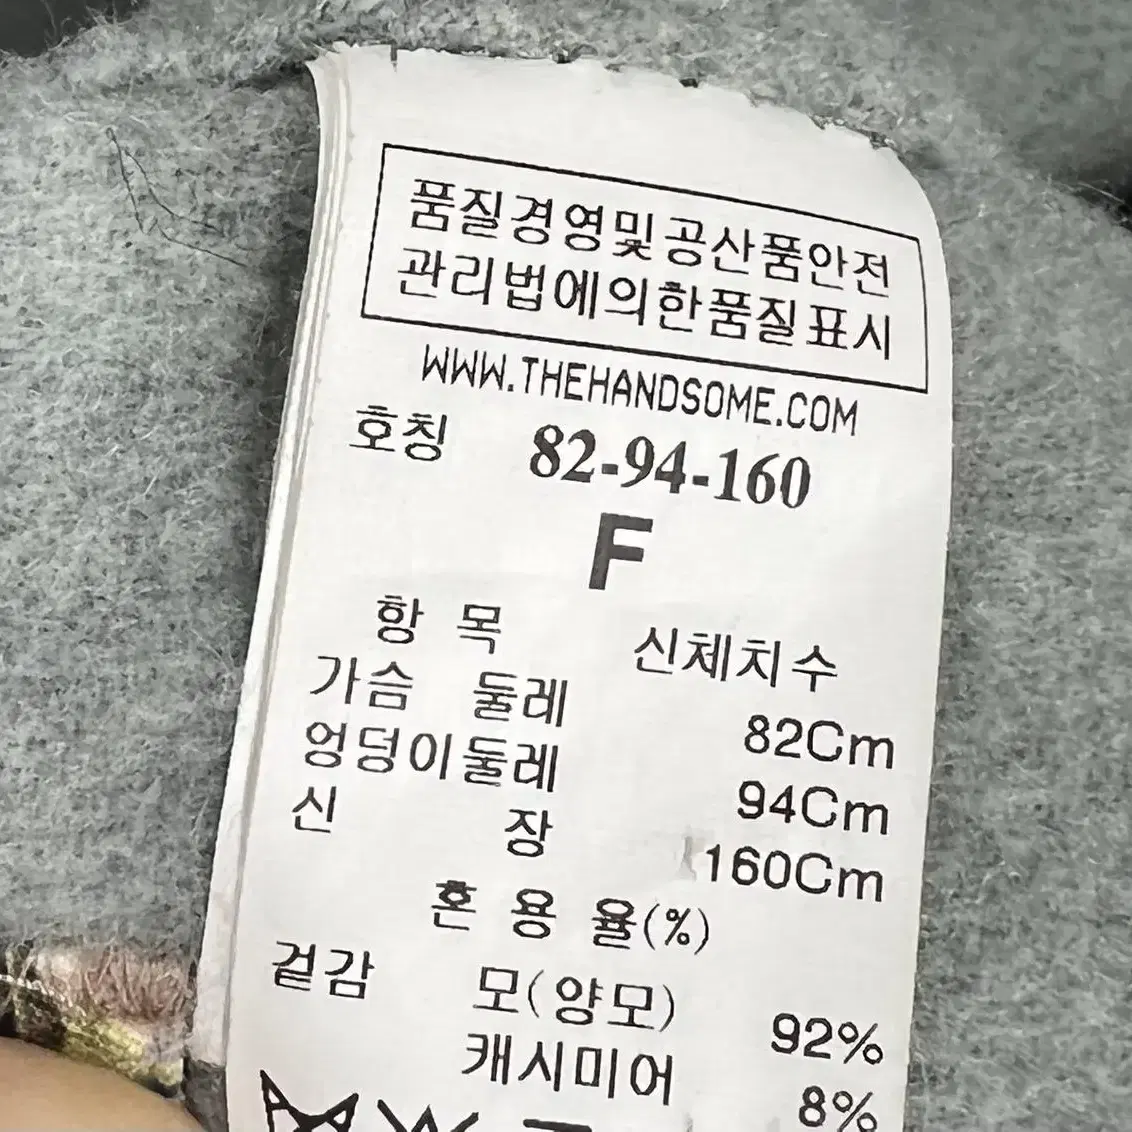 품질경영및공산품안전
관리법에의한품질표시
WWW.THEHANDSOME.COM
호칭 82-94-160
F
항 목 신체치수
가슴 둘레 82Cm
엉덩이둘레 94Cm
신 장 160Cm
혼 용 율(%)
겉감 모(양모) 92%
캐시미어 8%